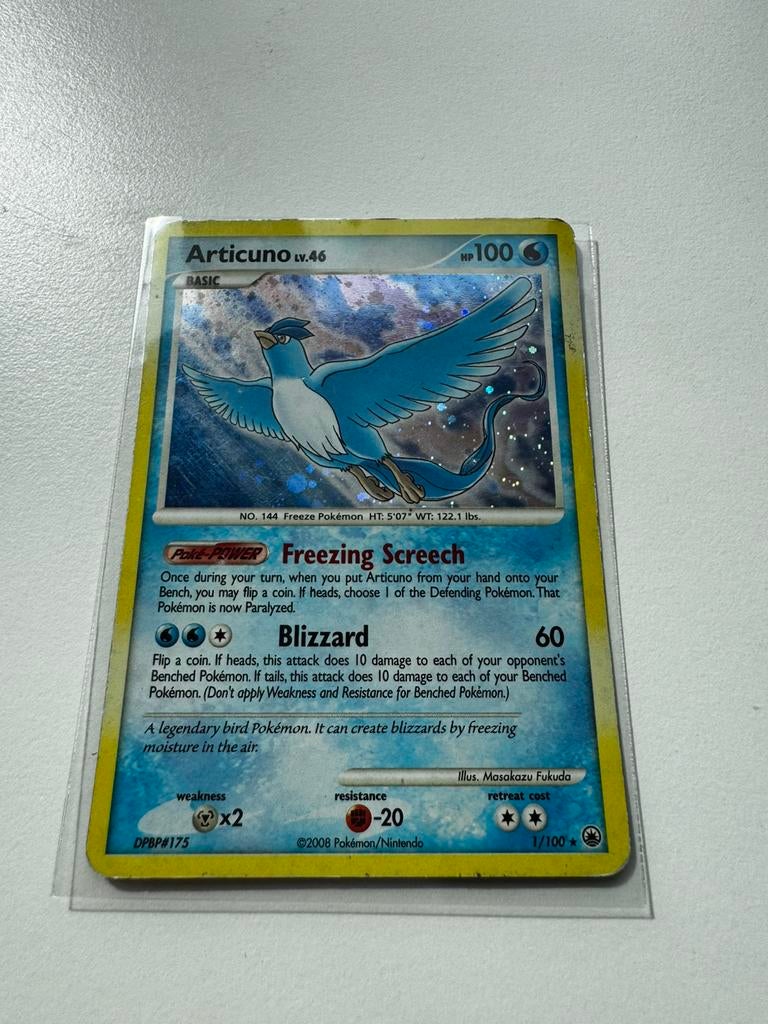 Articuno LV.46 HP 100
BASIC
NO. 144 Freeze Pokémon HT: 5'07" WT: 122.1 lbs.
Poké-POWER Freezing Screech
Once during your turn, when you put Articuno from your hand onto your
Bench, you may flip a coin. If heads, choose 1 of the Defending Pokémon. That
Pokémon is now Paralyzed.
Blizzard 60
Flip a coin. If heads, this attack does 10 damage to each of your opponent's
Benched Pokémon. If tails, this attack does 10 damage to each of your Benched
Pokémon. (Don't apply Weakness and Resistance for Benched Pokémon.)
A legendary bird Pokémon. It can create blizzards by freezing
moisture in the air.
Illus. Masakazu Fukuda
weakness resistance retreat cost
x2 -20
DPBP#175 ©2008 Pokémon/Nintendo 1/100 ★